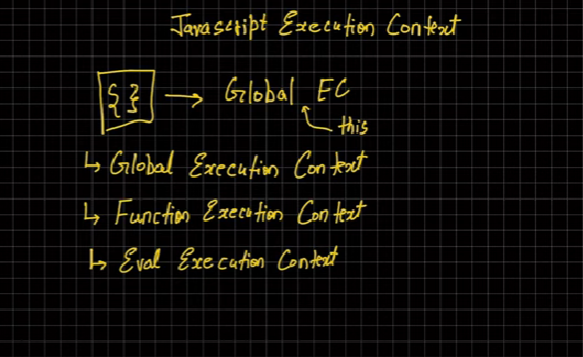 Javascript Execution Context
{ } → Global EC
this
↳ Global Execution Context
↳ Function Execution Context
↳ Eval Execution Context